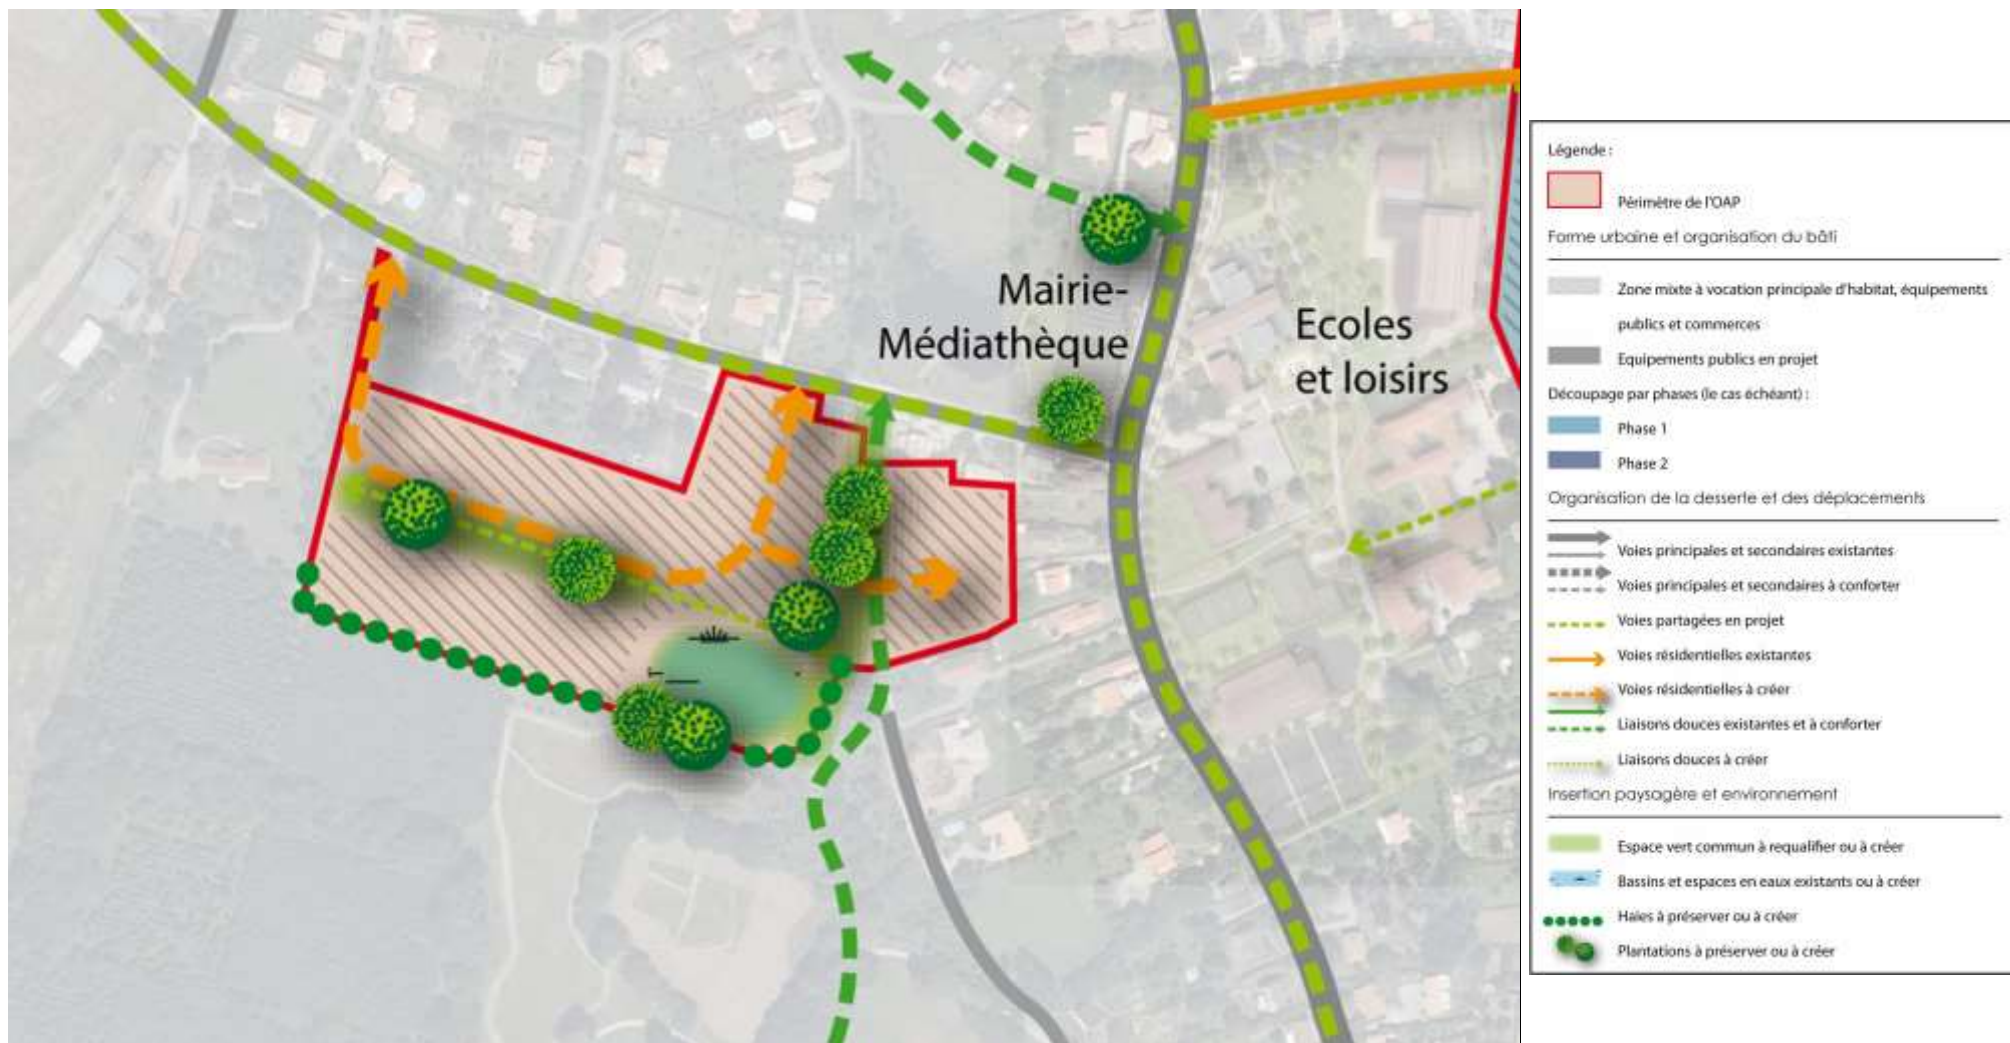 Mairie-
Médiathèque
Ecoles
et loisirs
Légende :
Périmètre de l'OAP
Forme urbaine et organisation du bâti
Zone mixte à vocation principale d'habitat, équipements
publics et commerces
Equipements publics en projet
Découpage par phases (le cas échéant) :
Phase 1
Phase 2
Organisation de la desserte et des déplacements
Voies principales et secondaires existantes
Voies principales et secondaires à conforter
Voies partagées en projet
Voies résidentielles existantes
Voies résidentielles à créer
Liaisons douces existantes et à conforter
Liaisons douces à créer
Insertion paysagère et environnement
Espace vert commun à requalifier ou à créer
Bassins et espaces en eaux existants ou à créer
Haies à préserver ou à créer
Plantations à préserver ou à créer